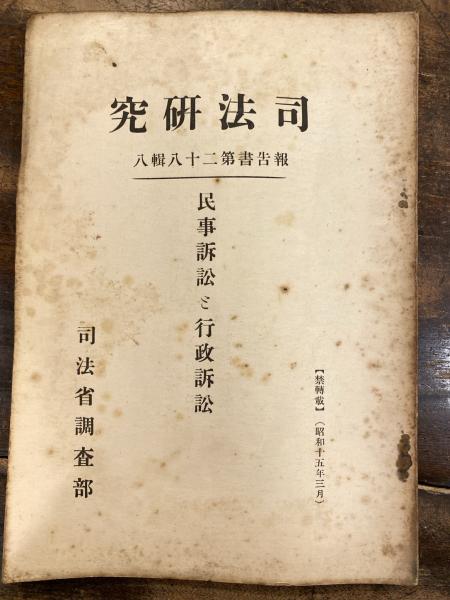 司法研究
報告書第二十八輯八
【禁轉載】（昭和十五年三月）
民事訴訟と行政訴訟
司法省調査部